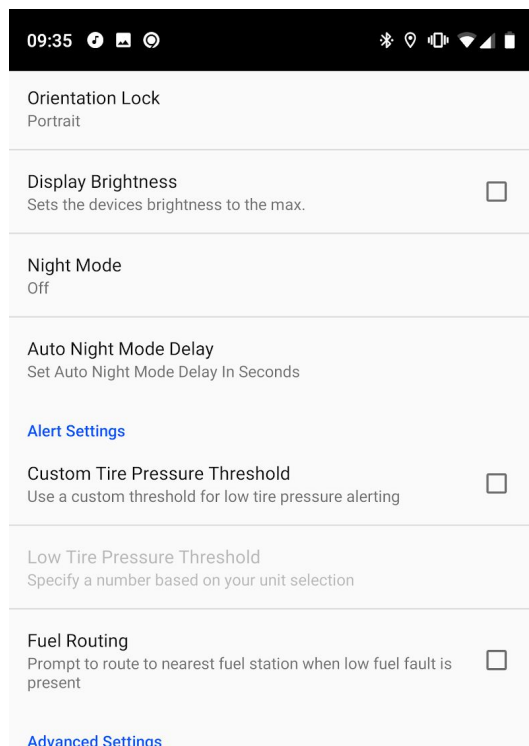 09:35
Orientation Lock
Portrait
Display Brightness
Sets the devices brightness to the max.
Night Mode
Off
Auto Night Mode Delay
Set Auto Night Mode Delay In Seconds
Alert Settings
Custom Tire Pressure Threshold
Use a custom threshold for low tire pressure alerting
Low Tire Pressure Threshold
Specify a number based on your unit selection
Fuel Routing
Prompt to route to nearest fuel station when low fuel fault is
present
Advanced Settings